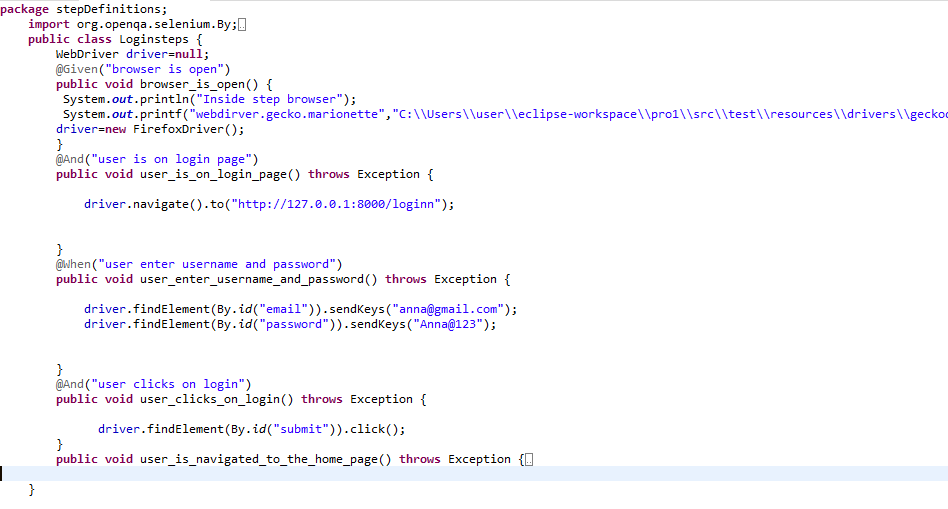 package stepDefinitions;
import org.openqa.selenium.By;
public class Loginsteps {
WebDriver driver=null;
@Given("browser is open")
public void browser_is_open() {
System.out.println("Inside step browser");
System.out.printf("webdirver.gecko.marionette","C:\\Users\\user\\eclipse-workspace\\pro1\\src\\test\\resources\\drivers\\gecko
driver=new FirefoxDriver();
}
@And("user is on login page")
public void user_is_on_login_page() throws Exception {
driver.navigate().to("http://127.0.0.1:8000/loginn");
}
@When("user enter username and password")
public void user_enter_username_and_password() throws Exception {
driver.findElement(By.id("email")).sendKeys("anna@gmail.com");
driver.findElement(By.id("password")).sendKeys("Anna@123");
}
@And("user clicks on login")
public void user_clicks_on_login() throws Exception {
driver.findElement(By.id("submit")).click();
}
public void user_is_navigated_to_the_home_page() throws Exception {
}